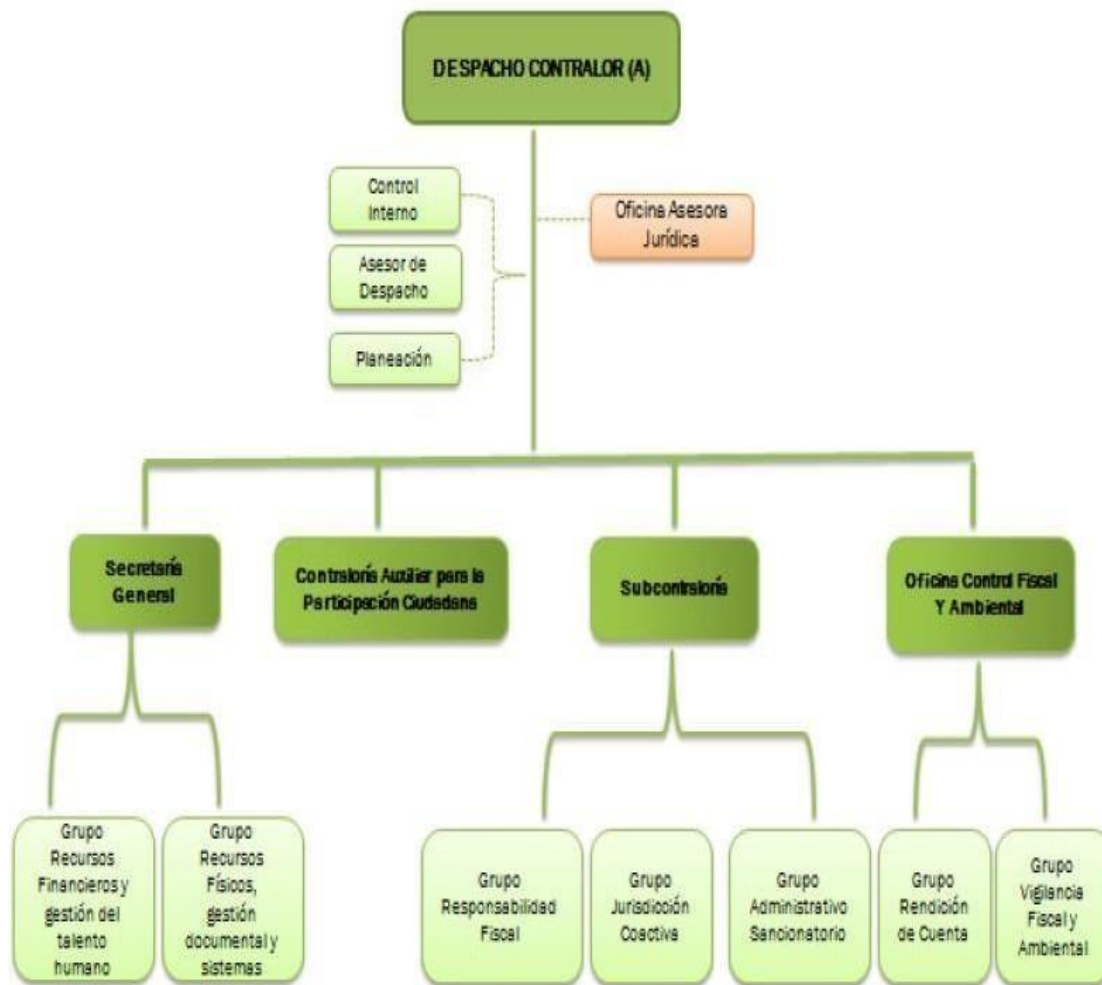 DESPACHO CONTRALOR (A)
Control
Interno
Oficina Asesora
Jurídica
Asesor de
Despacho
Planeación
Secretaría
General
Contraloría Auxiliar para la
Participación Ciudadana
Subcontraloría
Oficina Control Fiscal
Y Ambiental
Grupo
Recursos
Financieros y
gestión del
talento
humano
Grupo
Recursos
Físicos,
gestión
documental y
sistemas
Grupo
Responsabilidad
Fiscal
Grupo
Jurisdicción
Coactiva
Grupo
Administrativo
Sancionatorio
Grupo
Rendición
de Cuenta
Grupo
Vigilancia
Fiscal y
Ambiental